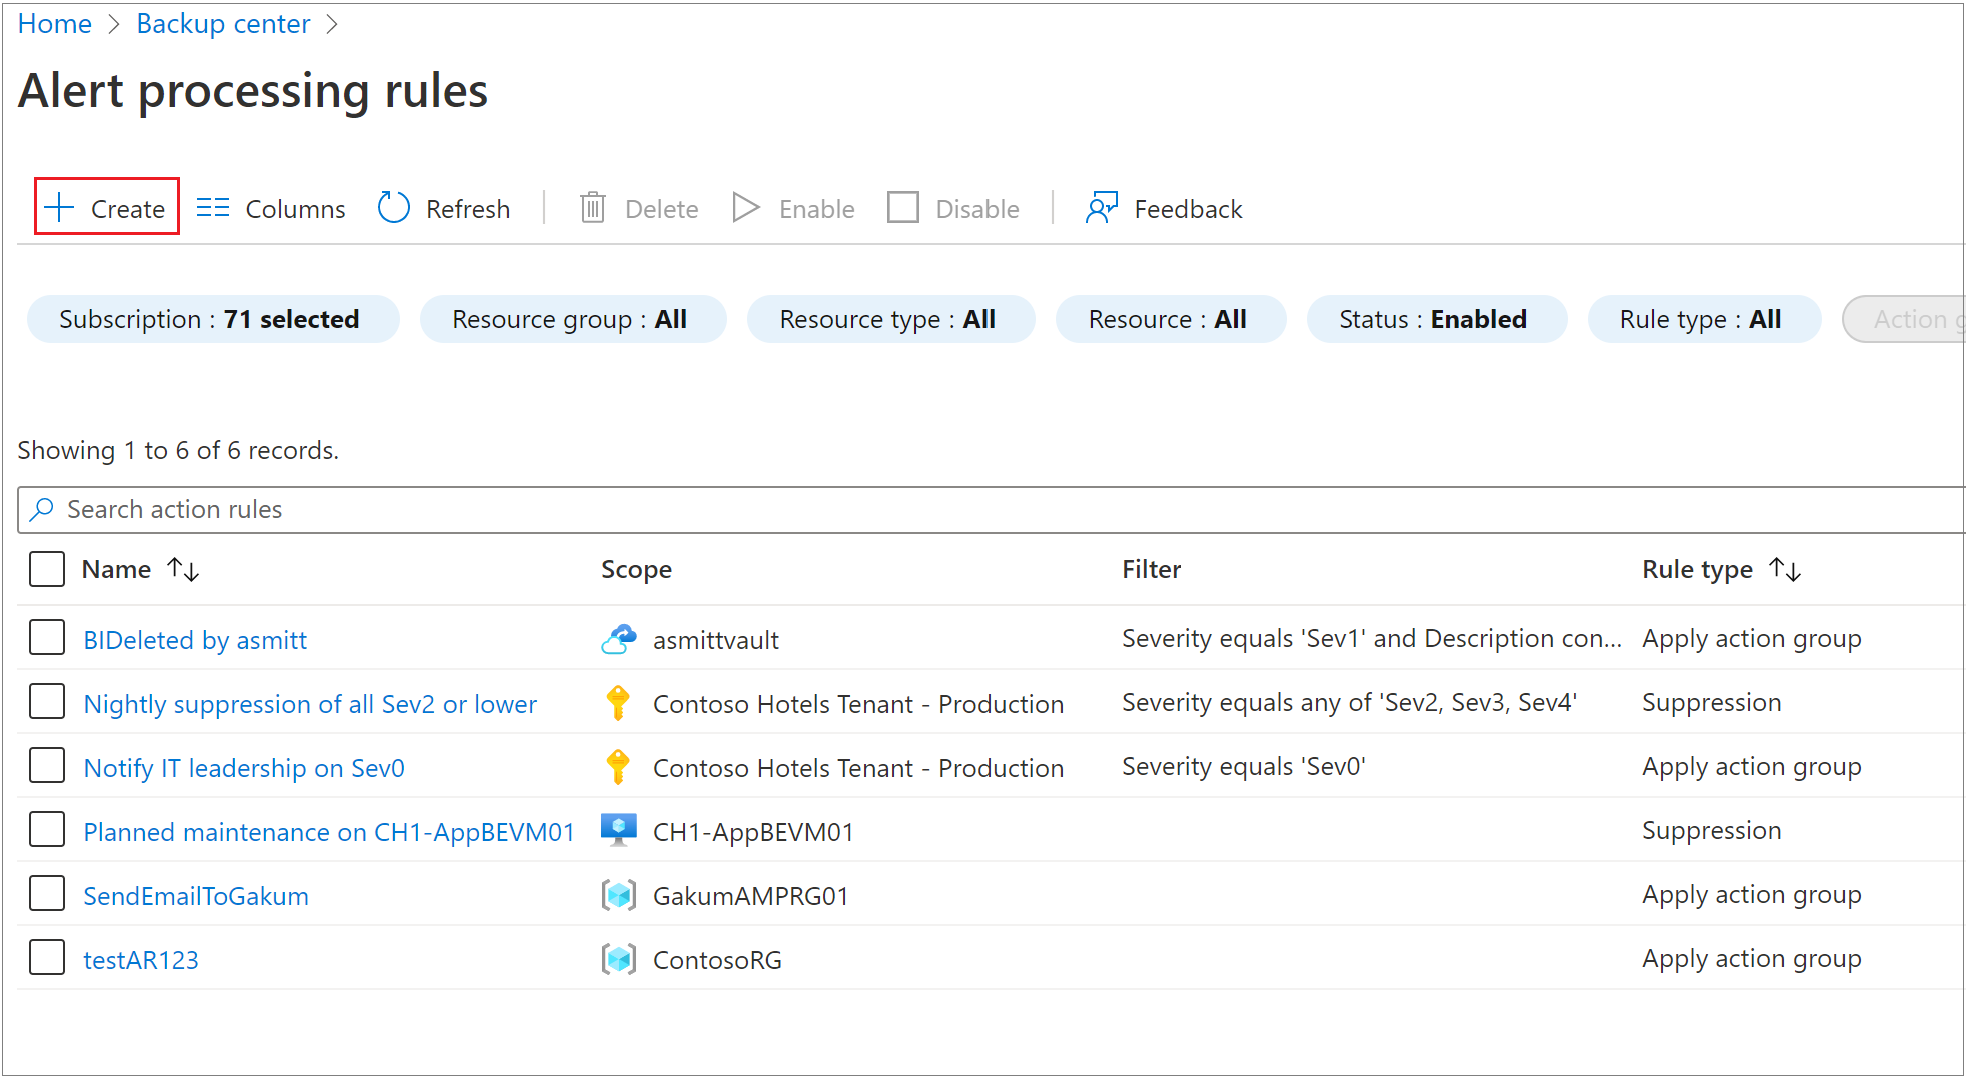 Home > Backup center >
Alert processing rules
Create Columns Refresh Delete Enable Disable Feedback
Subscription : 71 selected Resource group : All Resource type : All Resource : All Status : Enabled Rule type : All Action g
Showing 1 to 6 of 6 records.
Search action rules
Name Scope Filter Rule type
BIDeleted by asmitt asmittvault Severity equals 'Sev1' and Description con... Apply action group
Nightly suppression of all Sev2 or lower Contoso Hotels Tenant - Production Severity equals any of 'Sev2, Sev3, Sev4' Suppression
Notify IT leadership on Sev0 Contoso Hotels Tenant - Production Severity equals 'Sev0' Apply action group
Planned maintenance on CH1-AppBEVM01 CH1-AppBEVM01 Suppression
SendEmailToGakum GakumAMPRG01 Apply action group
testAR123 ContosoRG Apply action group